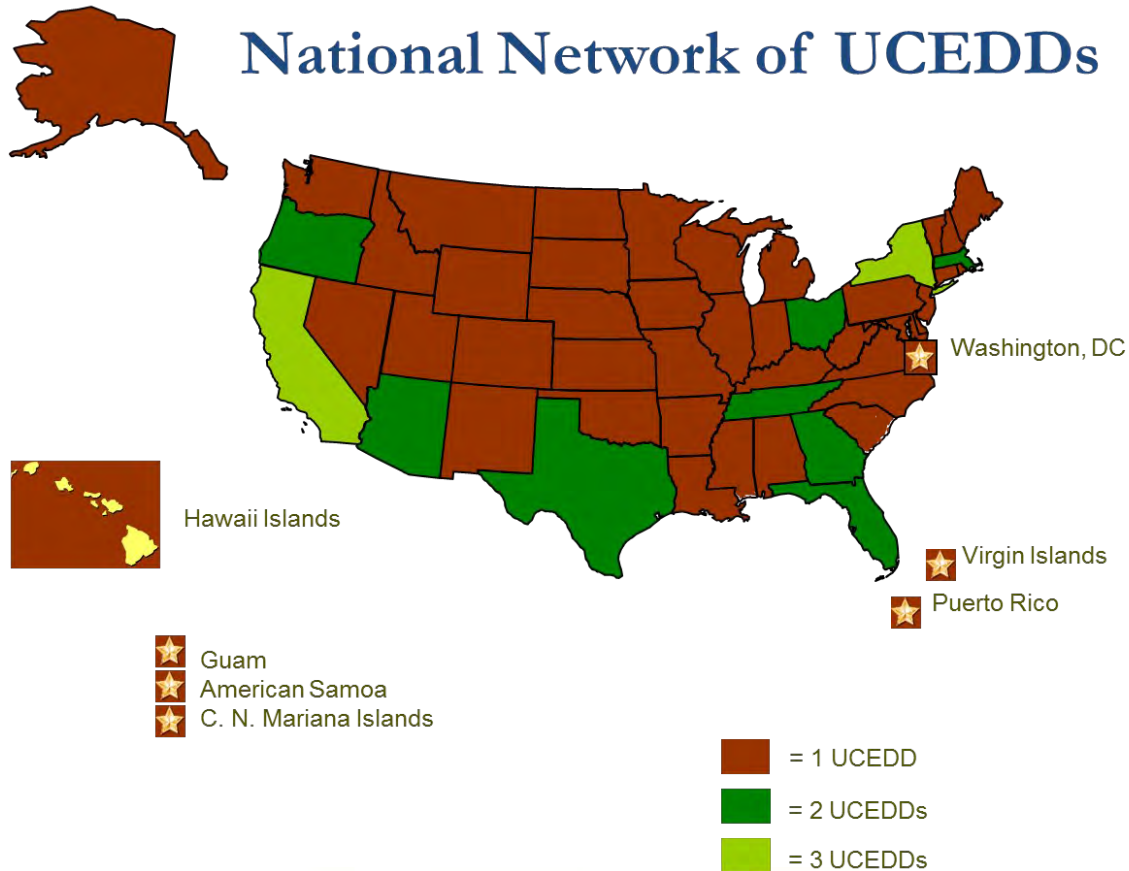 National Network of UCEDDs
Washington, DC
Hawaii Islands
Virgin Islands
Puerto Rico
Guam
American Samoa
C. N. Mariana Islands
= 1 UCEDD
= 2 UCEDDs
= 3 UCEDDs